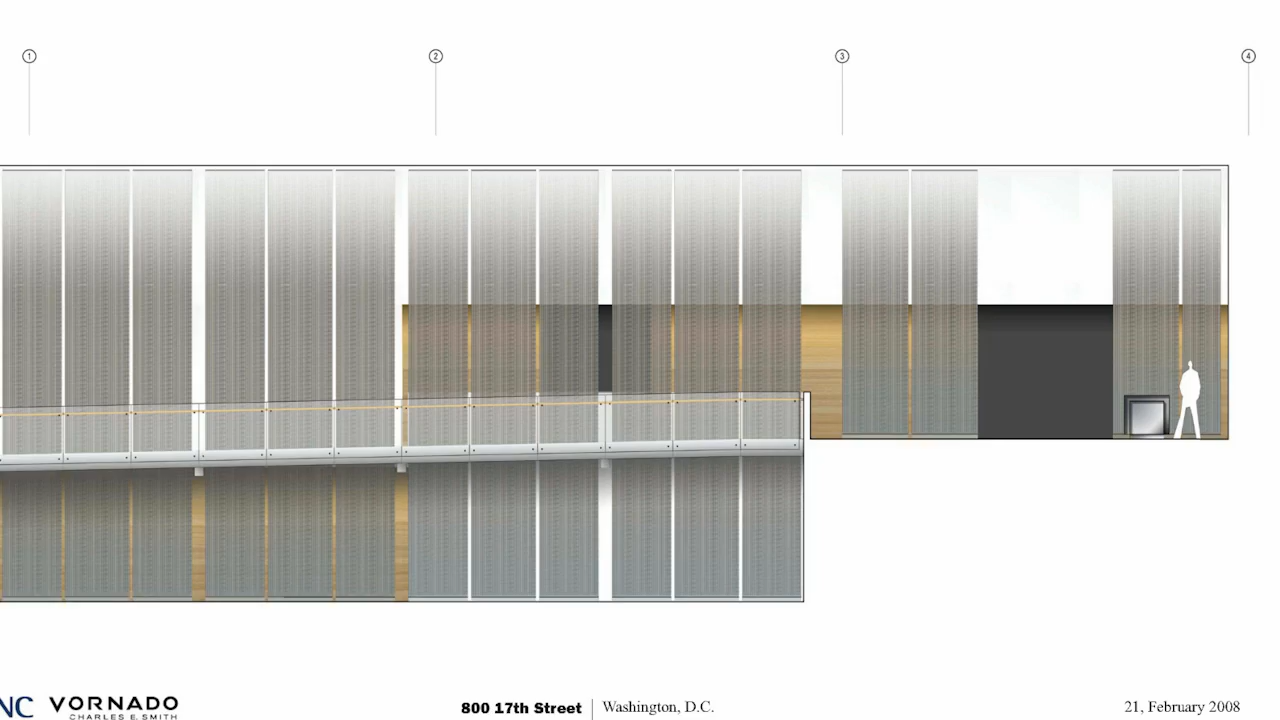 1 2 3 4
NC VORNADO
CHARLES E. SMITH
800 17th Street | Washington, D.C.
21, February 2008